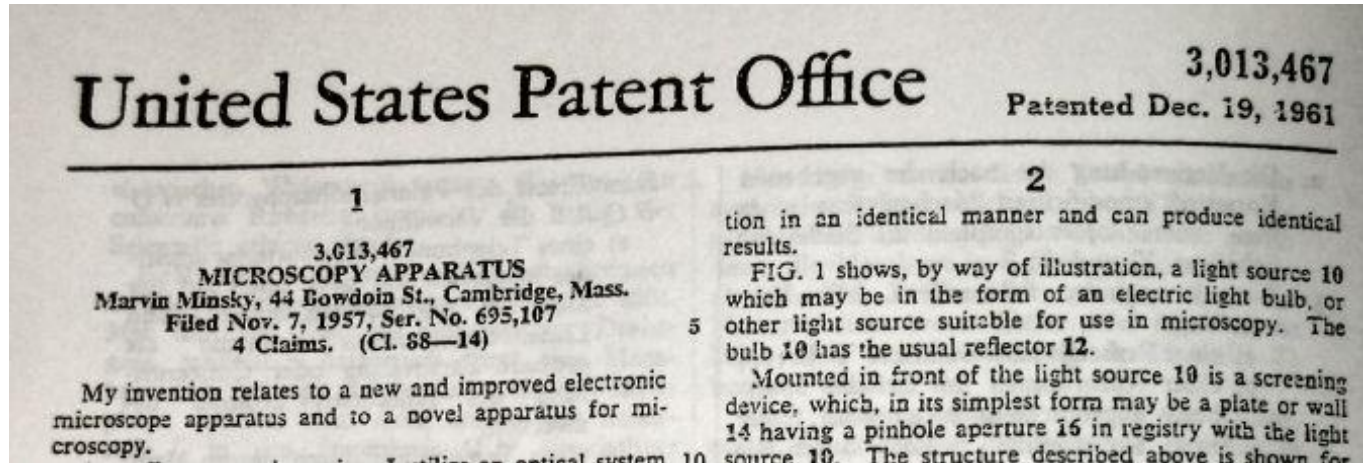 United States Patent Office
3,013,467
Patented Dec. 19, 1961
1
3,013,467
MICROSCOPY APPARATUS
Marvin Minsky, 44 Bowdoin St., Cambridge, Mass.
Filed Nov. 7, 1957, Ser. No. 695,107
4 Claims. (Cl. 88—14)
My invention relates to a new and improved electronic
microscope apparatus and to a novel apparatus for mi-
croscopy.
I utilize an optical system
5
10
2
tion in an identical manner and can produce identical
results.
FIG. 1 shows, by way of illustration, a light source 10
which may be in the form of an electric light bulb, or
other light source suitable for use in microscopy. The
bulb 10 has the usual reflector 12.
Mounted in front of the light source 10 is a screening
device, which, in its simplest form may be a plate or wall
14 having a pinhole aperture 16 in registry with the light
source 10. The structure described above is shown for